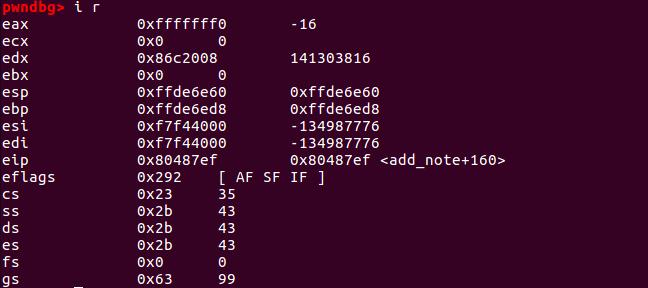 pwndbg> i r
eax 0xfffffff0 -16
ecx 0x0 0
edx 0x86c2008 141303816
ebx 0x0 0
esp 0xffde6e60 0xffde6e60
ebp 0xffde6ed8 0xffde6ed8
esi 0xf7f44000 -134987776
edi 0xf7f44000 -134987776
eip 0x80487ef 0x80487ef <add_note+160>
eflags 0x292 [ AF SF IF ]
cs 0x23 35
ss 0x2b 43
ds 0x2b 43
es 0x2b 43
fs 0x0 0
gs 0x63 99